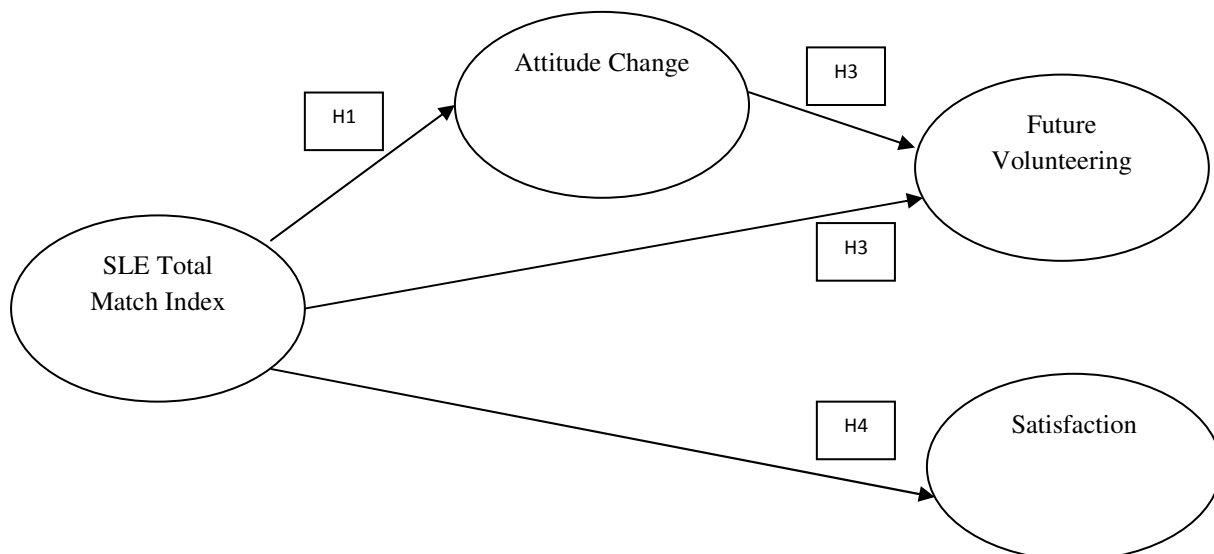 Attitude Change
H3
H1
Future
Volunteering
H3
SLE Total
Match Index
H4
Satisfaction